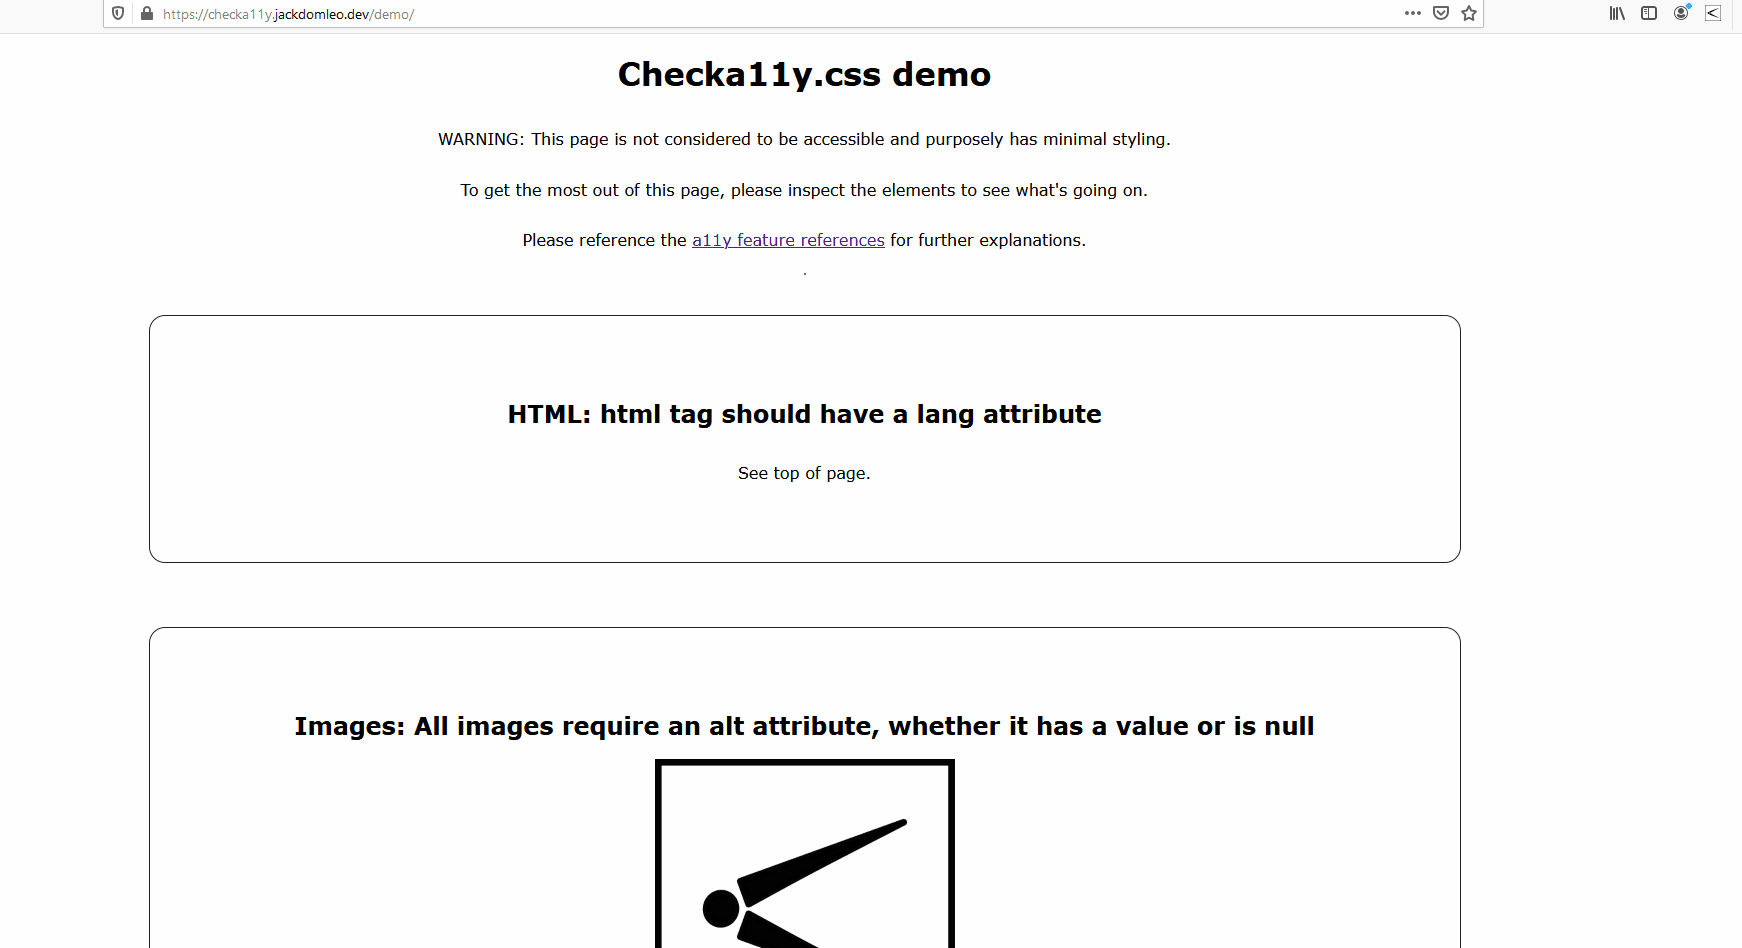 https://checka11y.jackdomleo.dev/demo/
Checka11y.css demo
WARNING: This page is not considered to be accessible and purposely has minimal styling.
To get the most out of this page, please inspect the elements to see what's going on.
Please reference the a11y feature references for further explanations.
.
HTML: html tag should have a lang attribute
See top of page.
Images: All images require an alt attribute, whether it has a value or is null